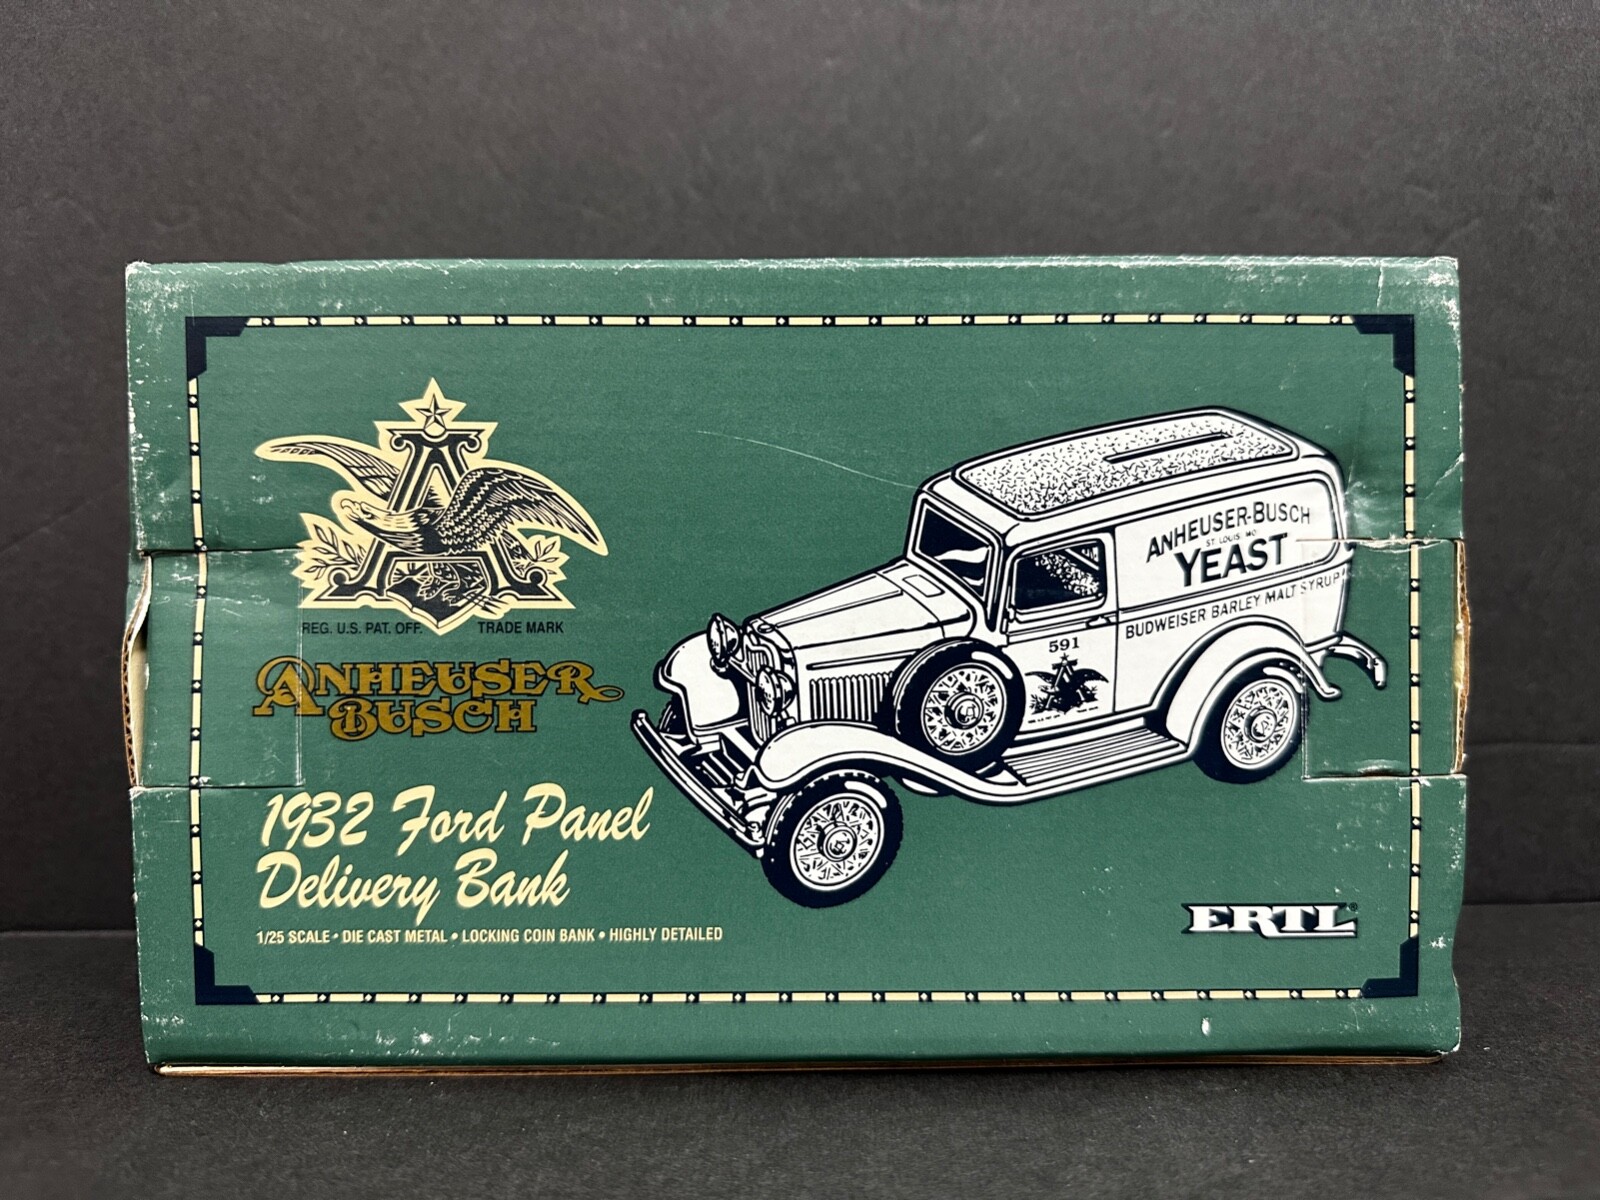 REG. U.S. PAT. OFF. TRADE MARK
ANHEUSER
BUSCH
1932 Ford Panel
Delivery Bank
1/25 SCALE • DIE CAST METAL • LOCKING COIN BANK • HIGHLY DETAILED
ANHEUSER-BUSCH
ST. LOUIS, MO.
YEAST
BUDWEISER BARLEY MALT SYRUP
591
ERTL®